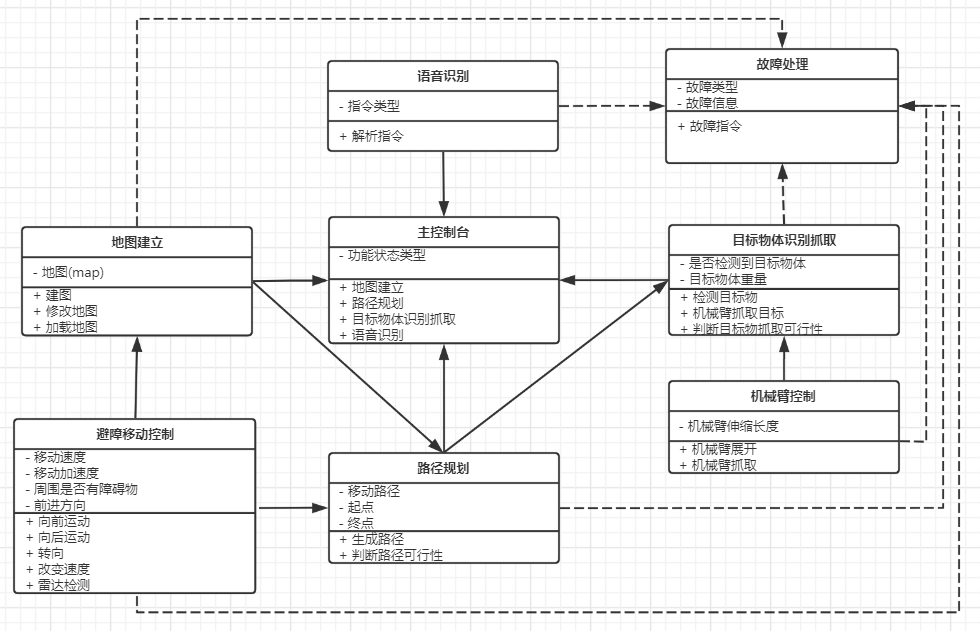 语音识别
- 指令类型
+ 解析指令
故障处理
- 故障类型
- 故障信息
+ 故障指令
地图建立
- 地图(map)
+ 建图
+ 修改地图
+ 加载地图
主控制台
- 功能状态类型
+ 地图建立
+ 路径规划
+ 目标物体识别抓取
+ 语音识别
目标物体识别抓取
- 是否检测到目标物体
- 目标物体重量
+ 检测目标物
+ 机械臂抓取目标
+ 判断目标物抓取可行性
机械臂控制
- 机械臂伸缩长度
+ 机械臂展开
+ 机械臂抓取
避障移动控制
- 移动速度
- 移动加速度
- 周围是否有障碍物
- 前进方向
+ 向前运动
+ 向后运动
+ 转向
+ 改变速度
+ 雷达检测
路径规划
- 移动路径
- 起点
- 终点
+ 生成路径
+ 判断路径可行性